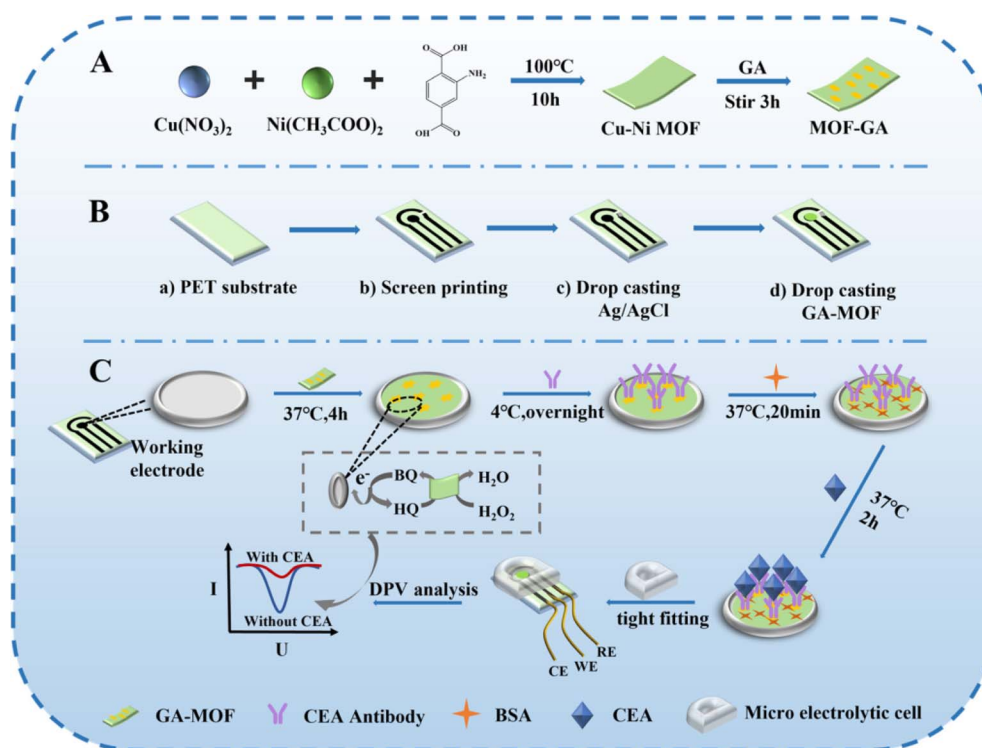 A
Cu(NO₃)₂
+
Ni(CH₃COO)₂
+
O
OH
NH₂
OH
O
100℃
10h
Cu-Ni MOF
GA
Stir 3h
MOF-GA
B
a) PET substrate
b) Screen printing
c) Drop casting
Ag/AgCl
d) Drop casting
GA-MOF
C
Working
electrode
37℃,4h
4℃,overnight
37℃,20min
e⁻
BQ
HQ
H₂O
H₂O₂
37℃
2h
tight fitting
CE
WE
RE
DPV analysis
With CEA
Without CEA
I
U
GA-MOF
CEA Antibody
BSA
CEA
Micro electrolytic cell